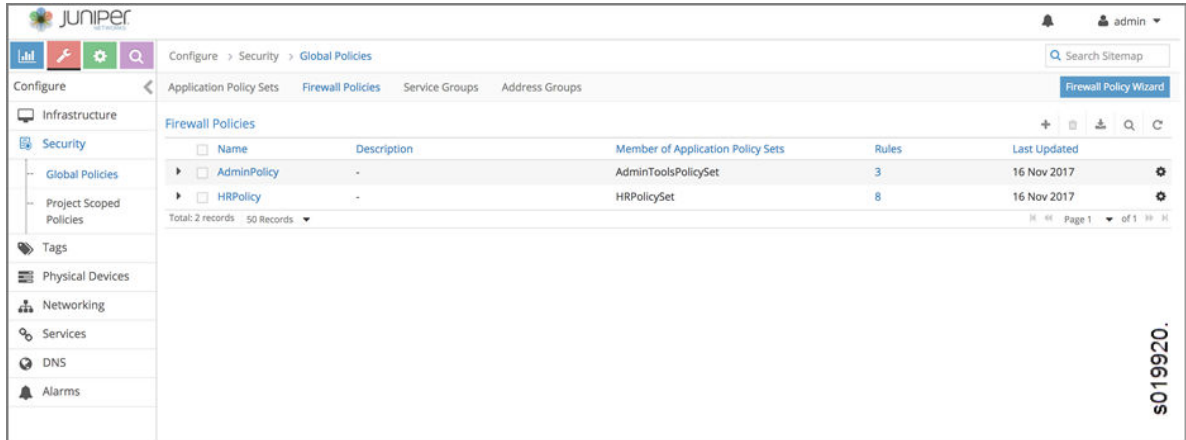 JUNIPER
NETWORKS
admin
Configure > Security > Global Policies
Search Sitemap
Configure
Application Policy Sets Firewall Policies Service Groups Address Groups
Firewall Policy Wizard
Infrastructure
Security
Global Policies
Project Scoped
Policies
Tags
Physical Devices
Networking
Services
DNS
Alarms
Firewall Policies
Name Description Member of Application Policy Sets Rules Last Updated
AdminPolicy - AdminToolsPolicySet 3 16 Nov 2017
HRPolicy - HRPolicySet 8 16 Nov 2017
Total: 2 records 50 Records Page 1 of 1
s019920.